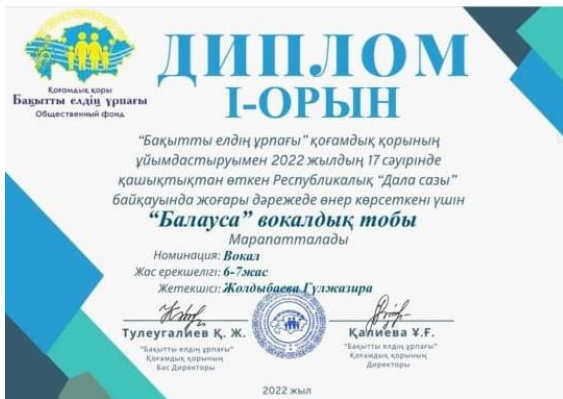 Қоғамдық қоры
Бақытты елдің ұрпағы
Общественный фонд
ДИПЛОМ
І-ОРЫН
"Бақытты елдің ұрпағы" қоғамдық қорының
ұйымдастыруымен 2022 жылдың 17 сәуірінде
қашықтықтан өткен Республикалық "Дала сазы"
байқауында жоғары дәрежеде өнер көрсеткені үшін
"Балауса" вокалдық тобы
Марапатталады
Номинация: Вокал
Жас ерекшелігі: 6-7жас
Жетекшісі: Жолдыбаева Гулжазира
Тулеугалиев Қ. Ж.
"Бақытты елдің ұрпағы"
Қоғамдық қорының
Бас Директоры
Қалиева Ұ.Ғ.
"Бақытты елдің ұрпағы"
Қоғамдық қорының
Директоры
2022 жыл